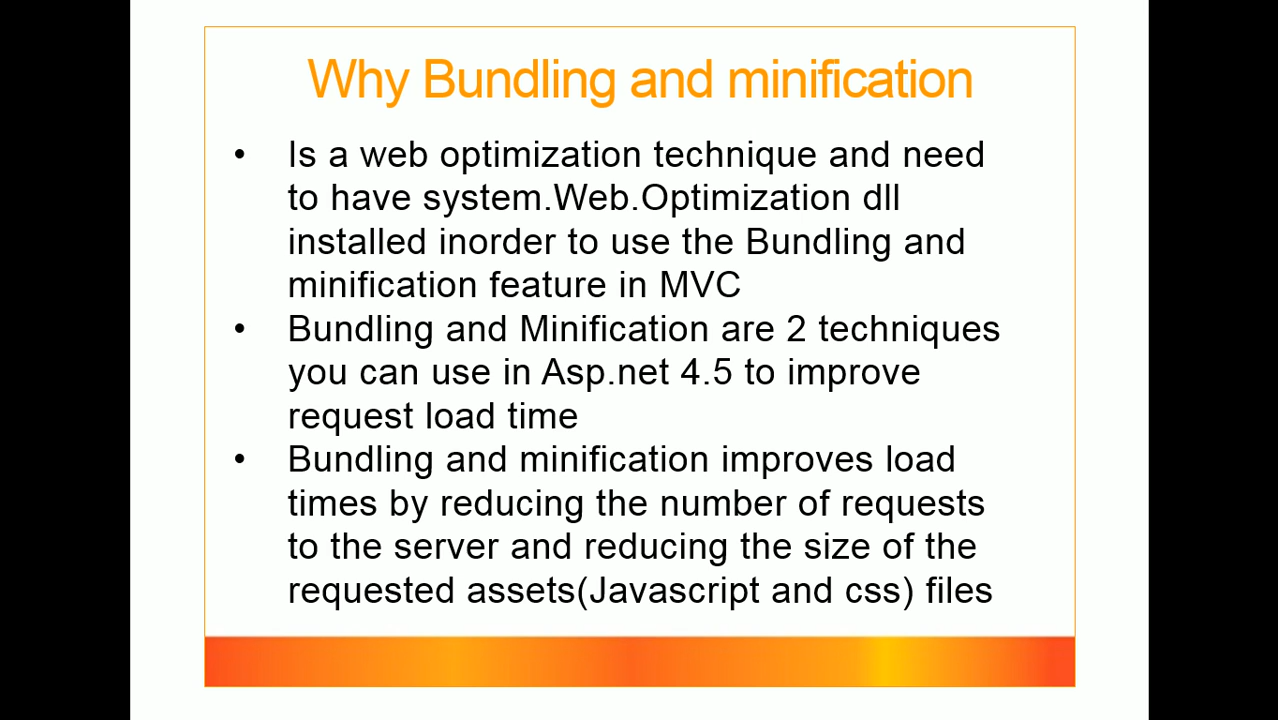 Why Bundling and minification
• Is a web optimization technique and need
to have system.Web.Optimization dll
installed inorder to use the Bundling and
minification feature in MVC
• Bundling and Minification are 2 techniques
you can use in Asp.net 4.5 to improve
request load time
• Bundling and minification improves load
times by reducing the number of requests
to the server and reducing the size of the
requested assets(Javascript and css) files